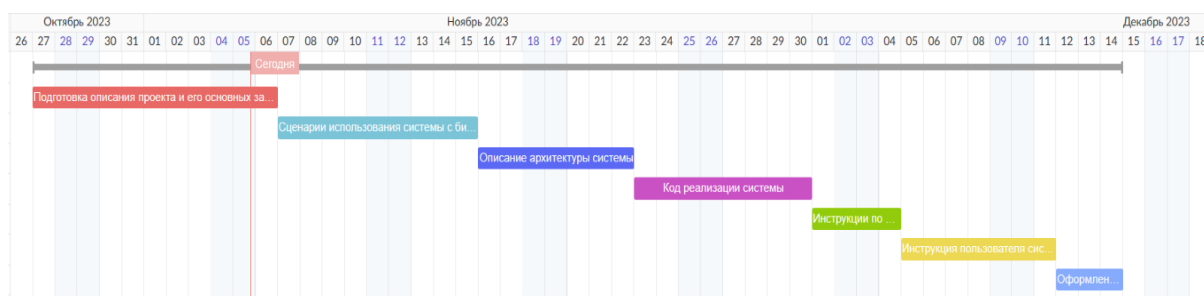 Октябрь 2023 Ноябрь 2023 Декабрь 2023
26 27 28 29 30 31 01 02 03 04 05 06 07 08 09 10 11 12 13 14 15 16 17 18 19 20 21 22 23 24 25 26 27 28 29 30 01 02 03 04 05 06 07 08 09 10 11 12 13 14 15 16 17 18
Сегодня
Подготовка описания проекта и его основных за...
Сценарии использования системы с би...
Описание архитектуры системы
Код реализации системы
Инструкции по ...
Инструкция пользователя сис...
Оформлен...